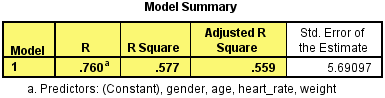 Model Summary
Model R R Square Adjusted R Square Std. Error of the Estimate
1 .760a .577 .559 5.69097
a. Predictors: (Constant), gender, age, heart_rate, weight